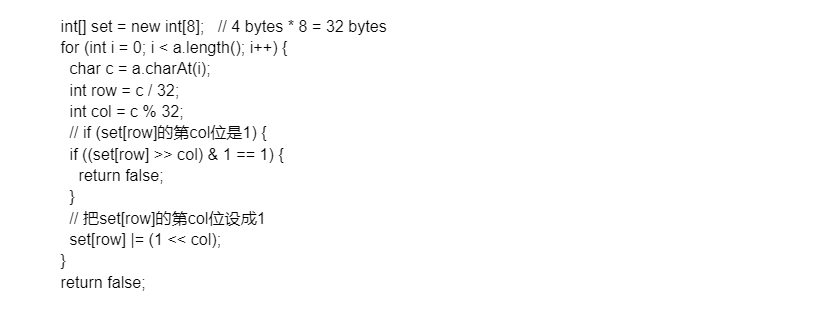 int[] set = new int[8];   // 4 bytes * 8 = 32 bytes
for (int i = 0; i < a.length(); i++) {
  char c = a.charAt(i);
  int row = c / 32;
  int col = c % 32;
  // if (set[row]的第col位是1) {
  if ((set[row] >> col) & 1 == 1) {
    return false;
  }
  // 把set[row]的第col位设成1
  set[row] |= (1 << col);
}
return false;